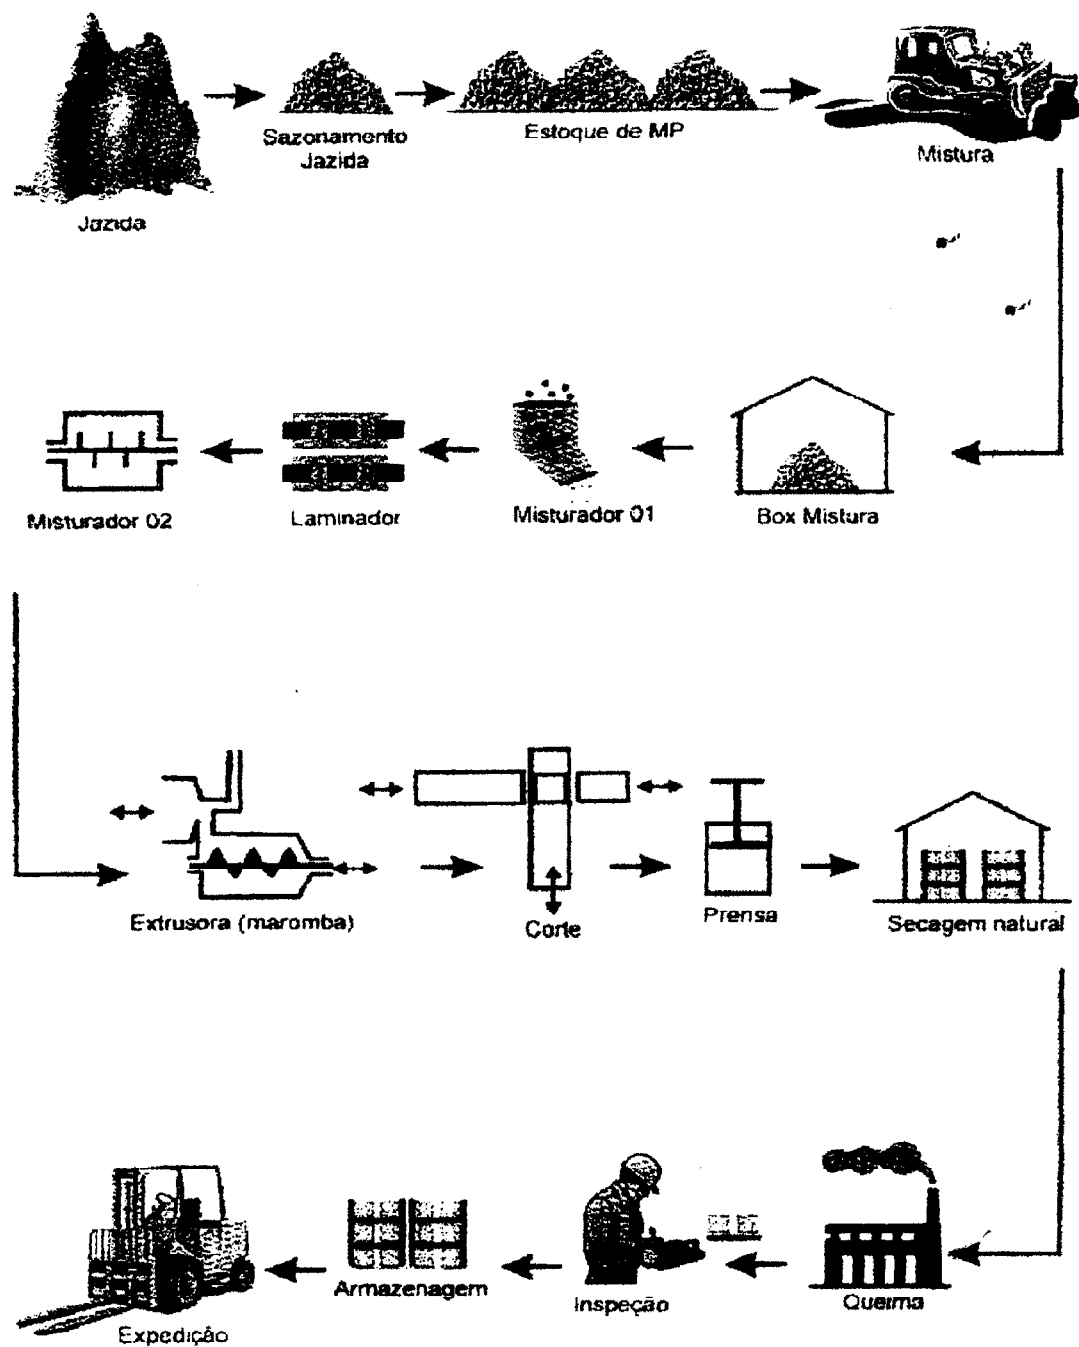 Jazida
Sazonamento
Jazida
Estoque de MP
Mistura
Misturador 02
Laminador
Misturador 01
Box Mistura
Extrusora (maromba)
Corte
Prensa
Secagem natural
Expedição
Armazenagem
Inspeção
Queima